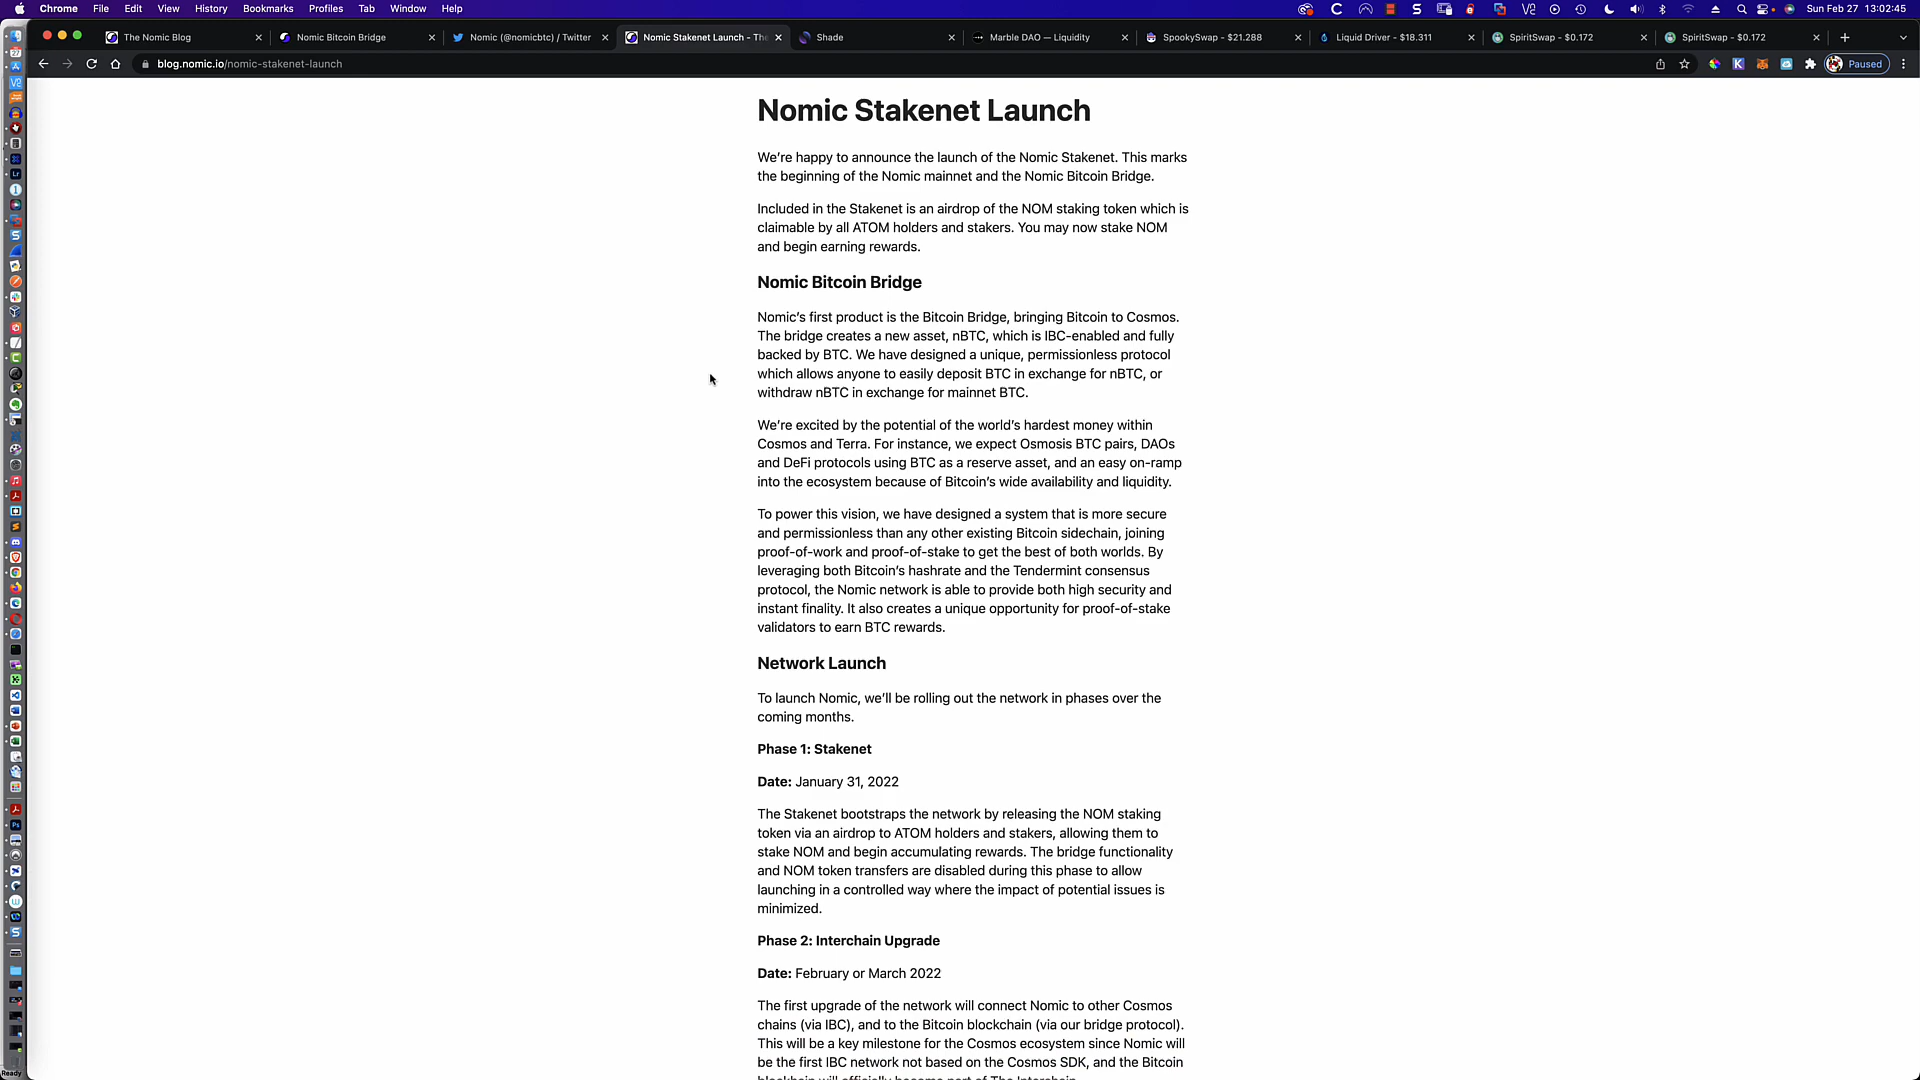 Chrome File Edit View History Bookmarks Profiles Tab Window Help Sun Feb 27 13:02:45
The Nomic Blog Nomic Bitcoin Bridge Nomic (@nomicbtc) / Twitter Nomic Stakenet Launch - The Shade Marble DAO — Liquidity SpookySwap - $21.288 Liquid Driver - $18.311 SpiritSwap - $0.172 SpiritSwap - $0.172
blog.nomic.io/nomic-stakenet-launch Paused
Nomic Stakenet Launch
We’re happy to announce the launch of the Nomic Stakenet. This marks
the beginning of the Nomic mainnet and the Nomic Bitcoin Bridge.
Included in the Stakenet is an airdrop of the NOM staking token which is
claimable by all ATOM holders and stakers. You may now stake NOM
and begin earning rewards.
Nomic Bitcoin Bridge
Nomic’s first product is the Bitcoin Bridge, bringing Bitcoin to Cosmos.
The bridge creates a new asset, nBTC, which is IBC-enabled and fully
backed by BTC. We have designed a unique, permissionless protocol
which allows anyone to easily deposit BTC in exchange for nBTC, or
withdraw nBTC in exchange for mainnet BTC.
We’re excited by the potential of the world’s hardest money within
Cosmos and Terra. For instance, we expect Osmosis BTC pairs, DAOs
and DeFi protocols using BTC as a reserve asset, and an easy on-ramp
into the ecosystem because of Bitcoin’s wide availability and liquidity.
To power this vision, we have designed a system that is more secure
and permissionless than any other existing Bitcoin sidechain, joining
proof-of-work and proof-of-stake to get the best of both worlds. By
leveraging both Bitcoin’s hashrate and the Tendermint consensus
protocol, the Nomic network is able to provide both high security and
instant finality. It also creates a unique opportunity for proof-of-stake
validators to earn BTC rewards.
Network Launch
To launch Nomic, we’ll be rolling out the network in phases over the
coming months.
Phase 1: Stakenet
Date: January 31, 2022
The Stakenet bootstraps the network by releasing the NOM staking
token via an airdrop to ATOM holders and stakers, allowing them to
stake NOM and begin accumulating rewards. The bridge functionality
and NOM token transfers are disabled during this phase to allow
launching in a controlled way where the impact of potential issues is
minimized.
Phase 2: Interchain Upgrade
Date: February or March 2022
The first upgrade of the network will connect Nomic to other Cosmos
chains (via IBC), and to the Bitcoin blockchain (via our bridge protocol).
This will be a key milestone for the Cosmos ecosystem since Nomic will
be the first IBC network not based on the Cosmos SDK, and the Bitcoin
blockchain will officially become part of The Interchain.
Ready